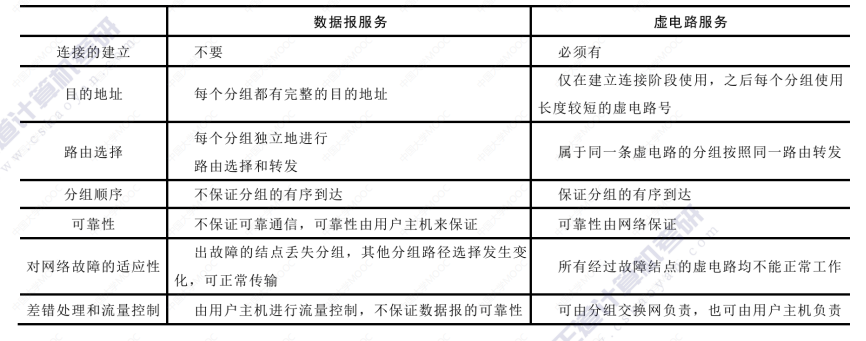 数据报服务 虚电路服务
连接的建立 不要 必须有
目的地址 每个分组都有完整的目的地址 仅在建立连接阶段使用，之后每个分组使用
长度较短的虚电路号
路由选择 每个分组独立地进行
路由选择和转发 属于同一条虚电路的分组按照同一路由转发
分组顺序 不保证分组的有序到达 保证分组的有序到达
可靠性 不保证可靠通信，可靠性由用户主机来保证 可靠性由网络保证
对网络故障的适应性 出故障的结点丢失分组，其他分组路径选择发生变
化，可正常传输 所有经过故障结点的虚电路均不能正常工作
差错处理和流量控制 由用户主机进行流量控制，不保证数据报的可靠性 可由分组交换网负责，也可由用户主机负责